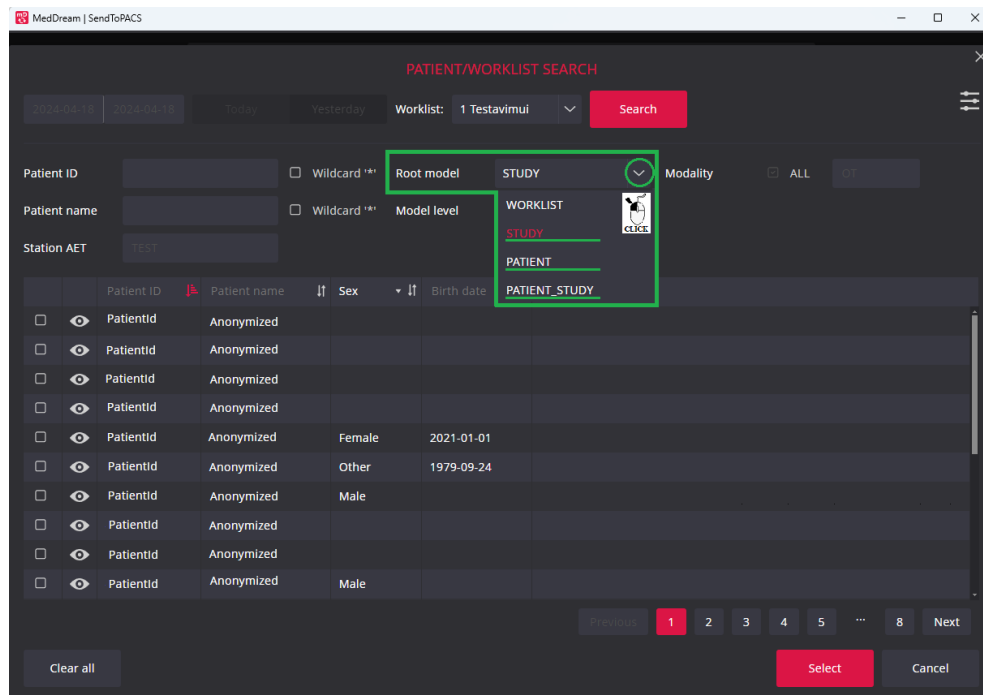 MedDream | SendToPACS
PATIENT/WORKLIST SEARCH
2024-04-18 2024-04-18 Today Yesterday Worklist: 1 Testavimui Search
Patient ID Wildcard '*' Root model STUDY Modality ALL OT
Patient name Wildcard '*' Model level WORKLIST CLICK
STUDY
Station AET TEST PATIENT
Patient ID Patient name Sex Birth date PATIENT_STUDY
PatientId Anonymized
PatientId Anonymized
PatientId Anonymized
PatientId Anonymized
PatientId Anonymized Female 2021-01-01
PatientId Anonymized Other 1979-09-24
PatientId Anonymized Male
PatientId Anonymized
PatientId Anonymized
PatientId Anonymized Male
Previous 1 2 3 4 5 ... 8 Next
Clear all Select Cancel